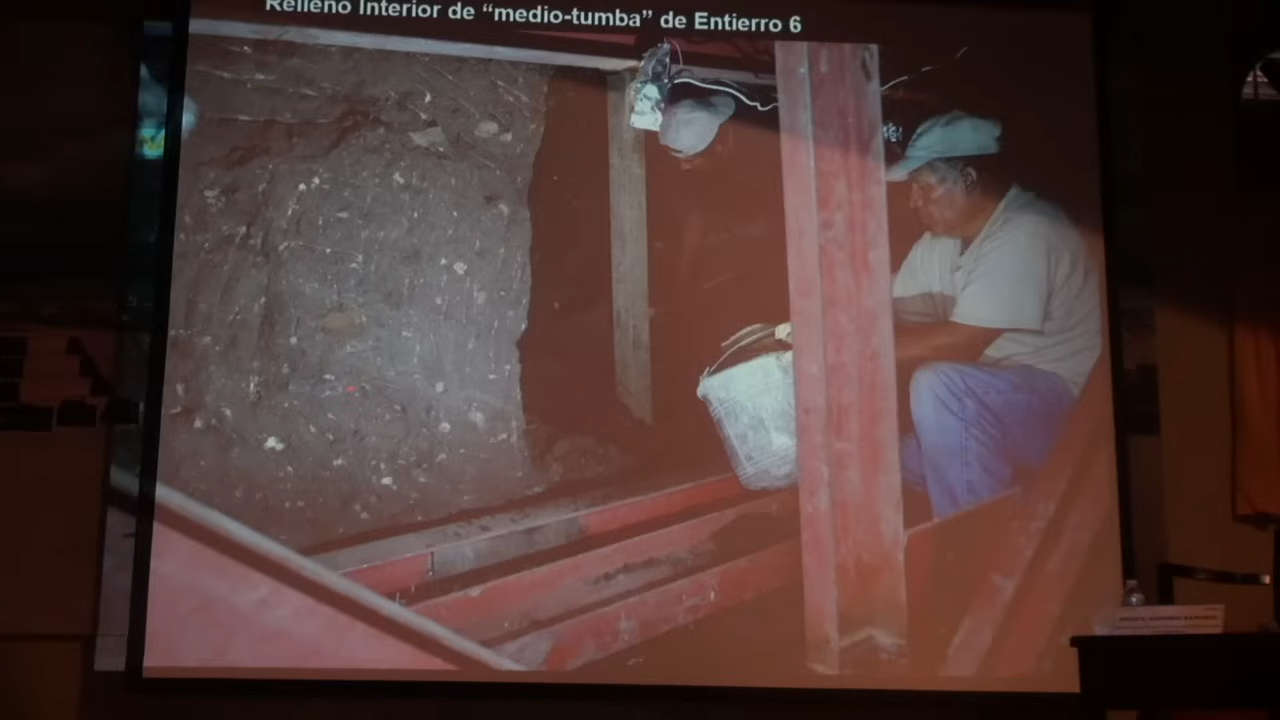 Relleno Interior de “medio-tumba” de Entierro 6